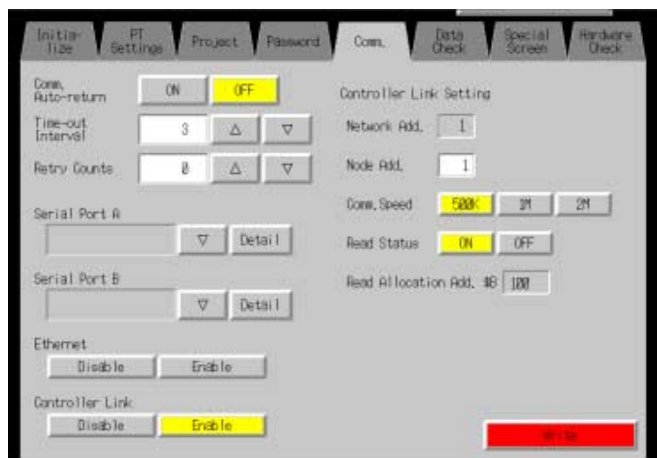 Initia-
lize
PT
Settings
Project
Password
Comm.
Data
Check
Special
Screen
Hardware
Check
Comm.
Auto-return
ON
OFF
Time-out
Interval
3
△
▽
Retry Counts
0
△
▽
Serial Port A
▽
Detail
Serial Port B
▽
Detail
Ethernet
Disable
Enable
Controller Link
Disable
Enable
Controller Link Setting
Network Add.
1
Node Add.
1
Comm.Speed
500K
1M
2M
Read Status
ON
OFF
Read Allocation Add. $B
100
Write